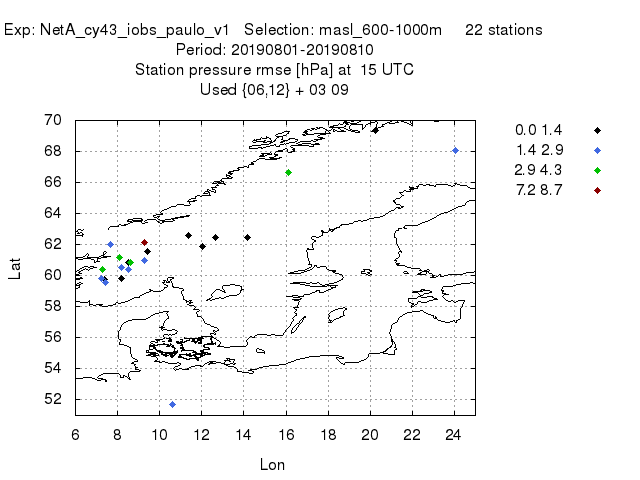 Exp: NetA_cy43_iobs_paulo_v1 Selection: masl_600-1000m 22 stations
Period: 20190801-20190810
Station pressure rmse [hPa] at 15 UTC
Used {06,12} + 03 09
0.0 1.4
1.4 2.9
2.9 4.3
7.2 8.7
70
68
66
64
62
60
58
56
54
52
Lat
6 8 10 12 14 16 18 20 22 24
Lon